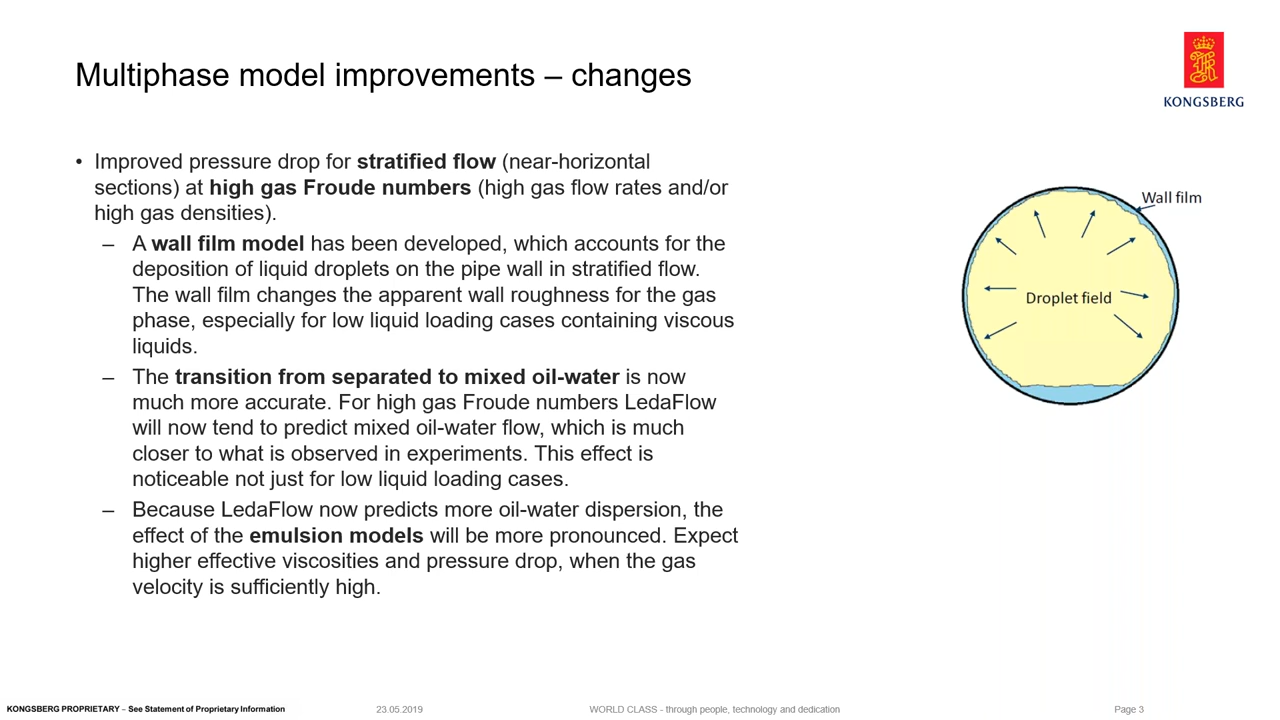 Multiphase model improvements – changes
KONGSBERG
• Improved pressure drop for stratified flow (near-horizontal
sections) at high gas Froude numbers (high gas flow rates and/or
high gas densities).
– A wall film model has been developed, which accounts for the
deposition of liquid droplets on the pipe wall in stratified flow.
The wall film changes the apparent wall roughness for the gas
phase, especially for low liquid loading cases containing viscous
liquids.
– The transition from separated to mixed oil-water is now
much more accurate. For high gas Froude numbers LedaFlow
will now tend to predict mixed oil-water flow, which is much
closer to what is observed in experiments. This effect is
noticeable not just for low liquid loading cases.
– Because LedaFlow now predicts more oil-water dispersion, the
effect of the emulsion models will be more pronounced. Expect
higher effective viscosities and pressure drop, when the gas
velocity is sufficiently high.
Wall film
Droplet field
KONGSBERG PROPRIETARY – See Statement of Proprietary Information
23.05.2019
WORLD CLASS - through people, technology and dedication
Page 3